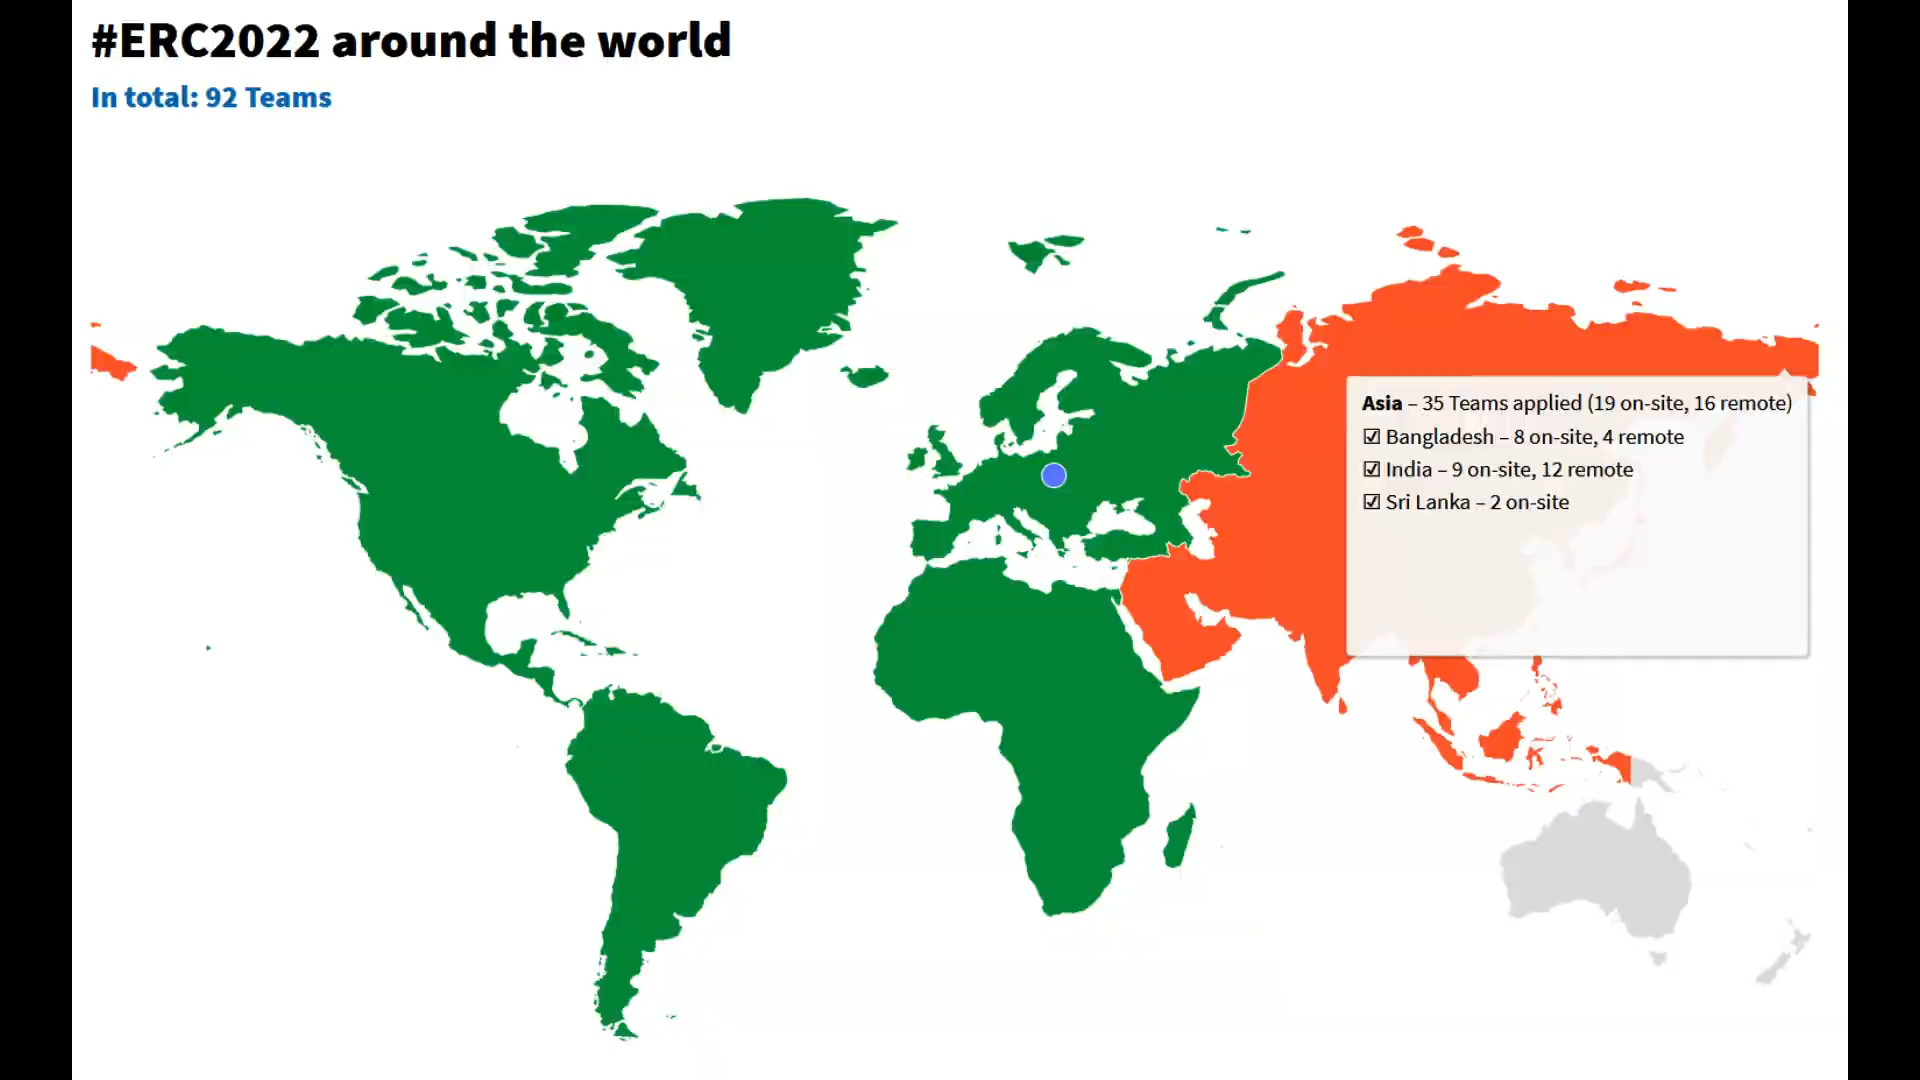 #ERC2022 around the world
In total: 92 Teams
Asia – 35 Teams applied (19 on-site, 16 remote)
☑ Bangladesh – 8 on-site, 4 remote
☑ India – 9 on-site, 12 remote
☑ Sri Lanka – 2 on-site